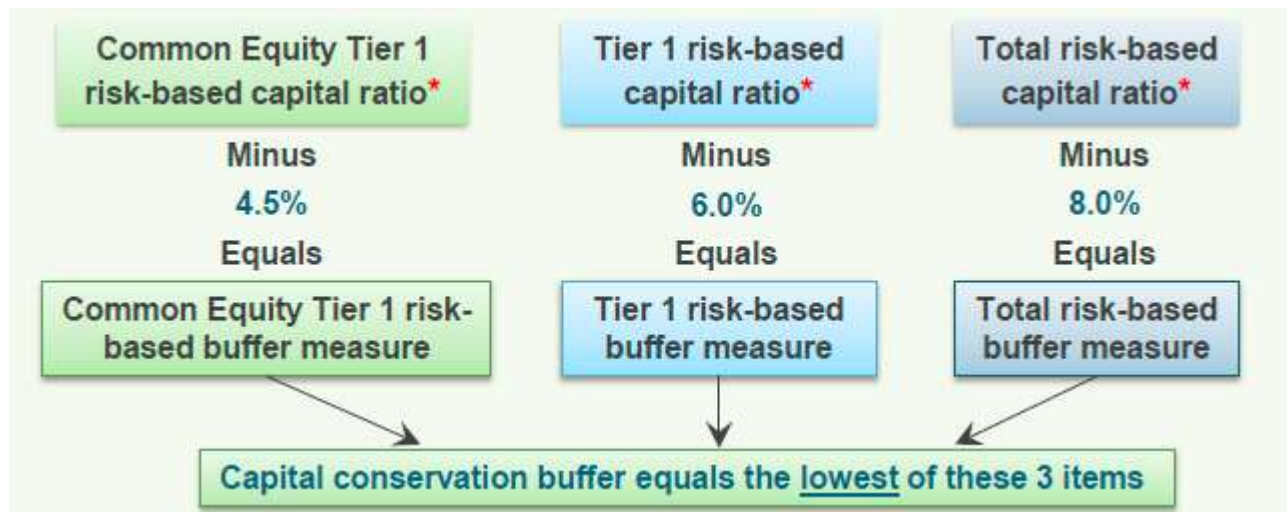 Common Equity Tier 1
risk-based capital ratio*
Minus
4.5%
Equals
Common Equity Tier 1 risk-
based buffer measure
Tier 1 risk-based
capital ratio*
Minus
6.0%
Equals
Tier 1 risk-based
buffer measure
Total risk-based
capital ratio*
Minus
8.0%
Equals
Total risk-based
buffer measure
Capital conservation buffer equals the lowest of these 3 items